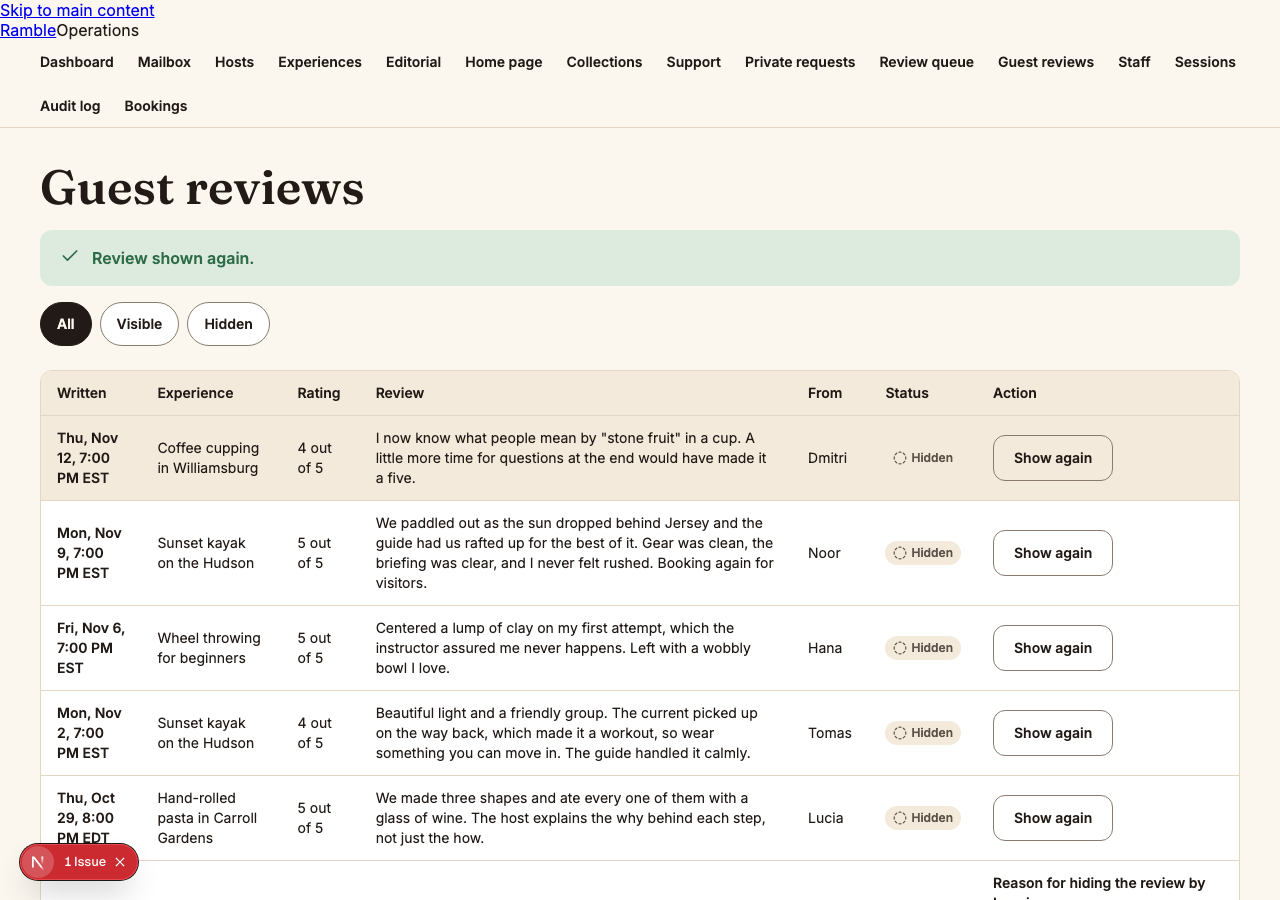 Skip to main content
RambleOperations
Dashboard Mailbox Hosts Experiences Editorial Home page Collections Support Private requests Review queue Guest reviews Staff Sessions
Audit log Bookings
Guest reviews
Review shown again.
All Visible Hidden
Written Experience Rating Review From Status Action
Thu, Nov
12, 7:00
PM EST
Coffee cupping
in Williamsburg
4 out
of 5
I now know what people mean by "stone fruit" in a cup. A
little more time for questions at the end would have made it
a five.
Dmitri
Hidden
Show again
Mon, Nov
9, 7:00
PM EST
Sunset kayak
on the Hudson
5 out
of 5
We paddled out as the sun dropped behind Jersey and the
guide had us rafted up for the best of it. Gear was clean, the
briefing was clear, and I never felt rushed. Booking again for
visitors.
Noor
Hidden
Show again
Fri, Nov 6,
7:00 PM
EST
Wheel throwing
for beginners
5 out
of 5
Centered a lump of clay on my first attempt, which the
instructor assured me never happens. Left with a wobbly
bowl I love.
Hana
Hidden
Show again
Mon, Nov
2, 7:00
PM EST
Sunset kayak
on the Hudson
4 out
of 5
Beautiful light and a friendly group. The current picked up
on the way back, which made it a workout, so wear
something you can move in. The guide handled it calmly.
Tomas
Hidden
Show again
Thu, Oct
29, 8:00
PM EDT
Hand-rolled
pasta in Carroll
Gardens
5 out
of 5
We made three shapes and ate every one of them with a
glass of wine. The host explains the why behind each step,
not just the how.
Lucia
Hidden
Show again
Reason for hiding the review by
N 1 Issue